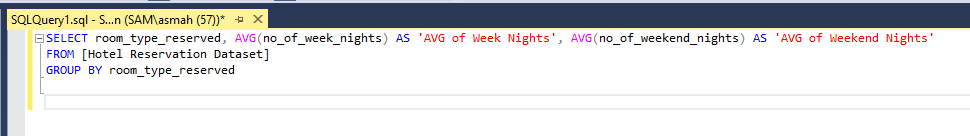 SQLQuery1.sql - S...n (SAM\asmah (57))*
SELECT room_type_reserved, AVG(no_of_week_nights) AS 'AVG of Week Nights', AVG(no_of_weekend_nights) AS 'AVG of Weekend Nights'
FROM [Hotel Reservation Dataset]
GROUP BY room_type_reserved